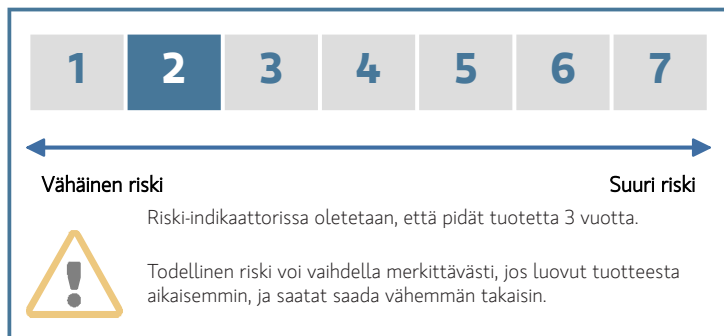 1 2 3 4 5 6 7
Vähäinen riski Suuri riski
Riski-indikaattorissa oletetaan, että pidät tuotetta 3 vuotta.
Todellinen riski voi vaihdella merkittävästi, jos luovut tuotteesta
aikaisemmin, ja saatat saada vähemmän takaisin.